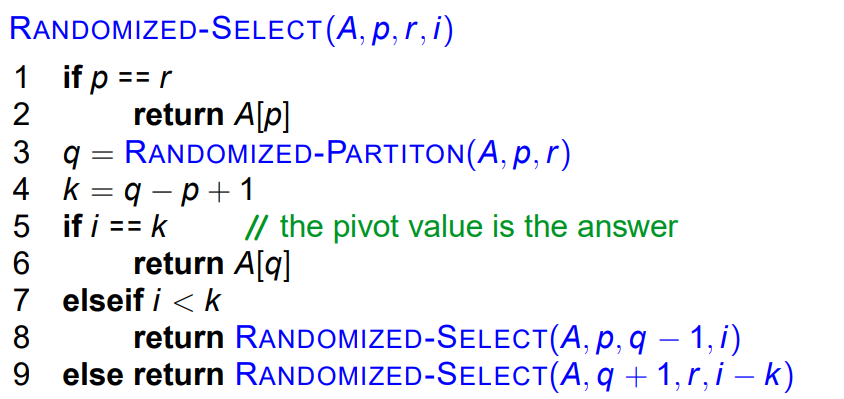 RANDOMIZED-SELECT(A, p, r, i)
1 if p == r
2 return A[p]
3 q = RANDOMIZED-PARTITON(A, p, r)
4 k = q − p + 1
5 if i == k // the pivot value is the answer
6 return A[q]
7 elseif i < k
8 return RANDOMIZED-SELECT(A, p, q − 1, i)
9 else return RANDOMIZED-SELECT(A, q + 1, r, i − k)